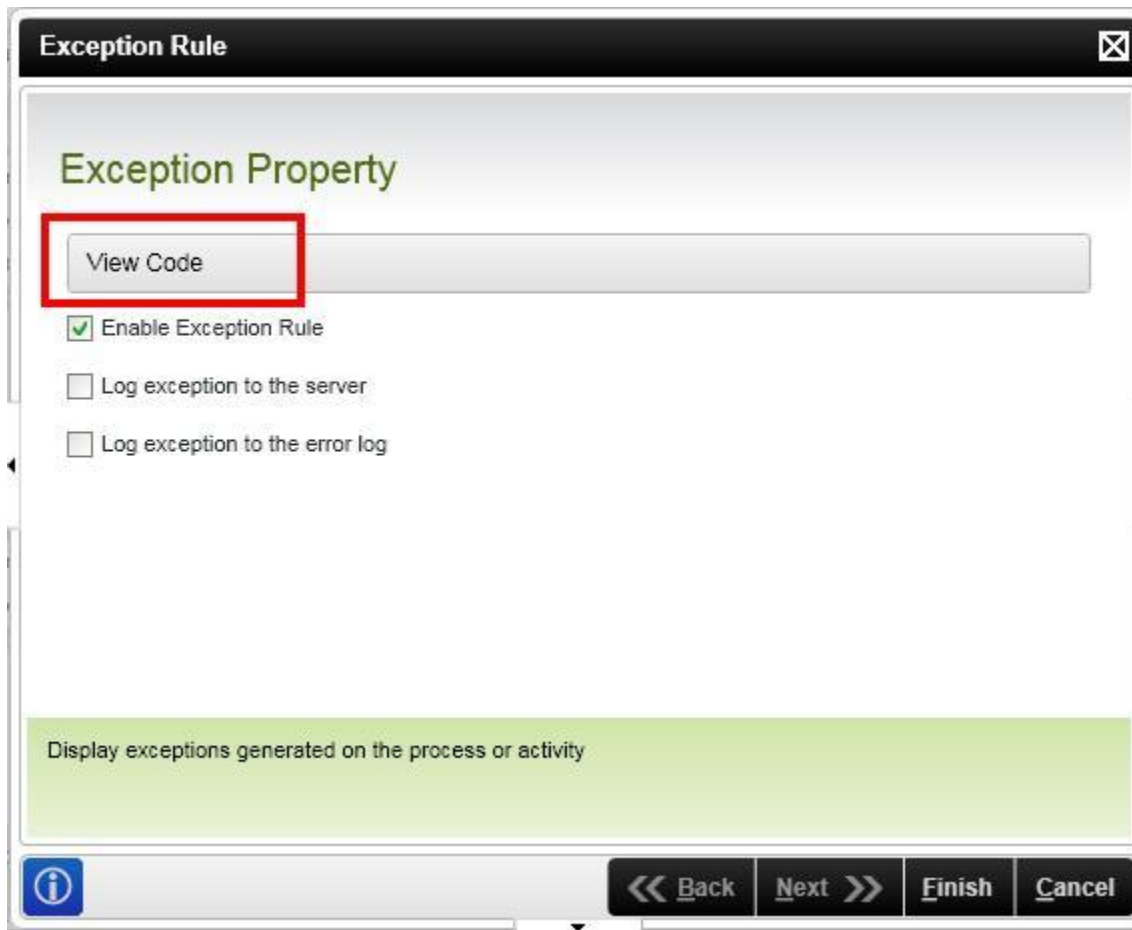 Exception Rule
Exception Property
View Code
Enable Exception Rule
Log exception to the server
Log exception to the error log
Display exceptions generated on the process or activity
Back Next Finish Cancel